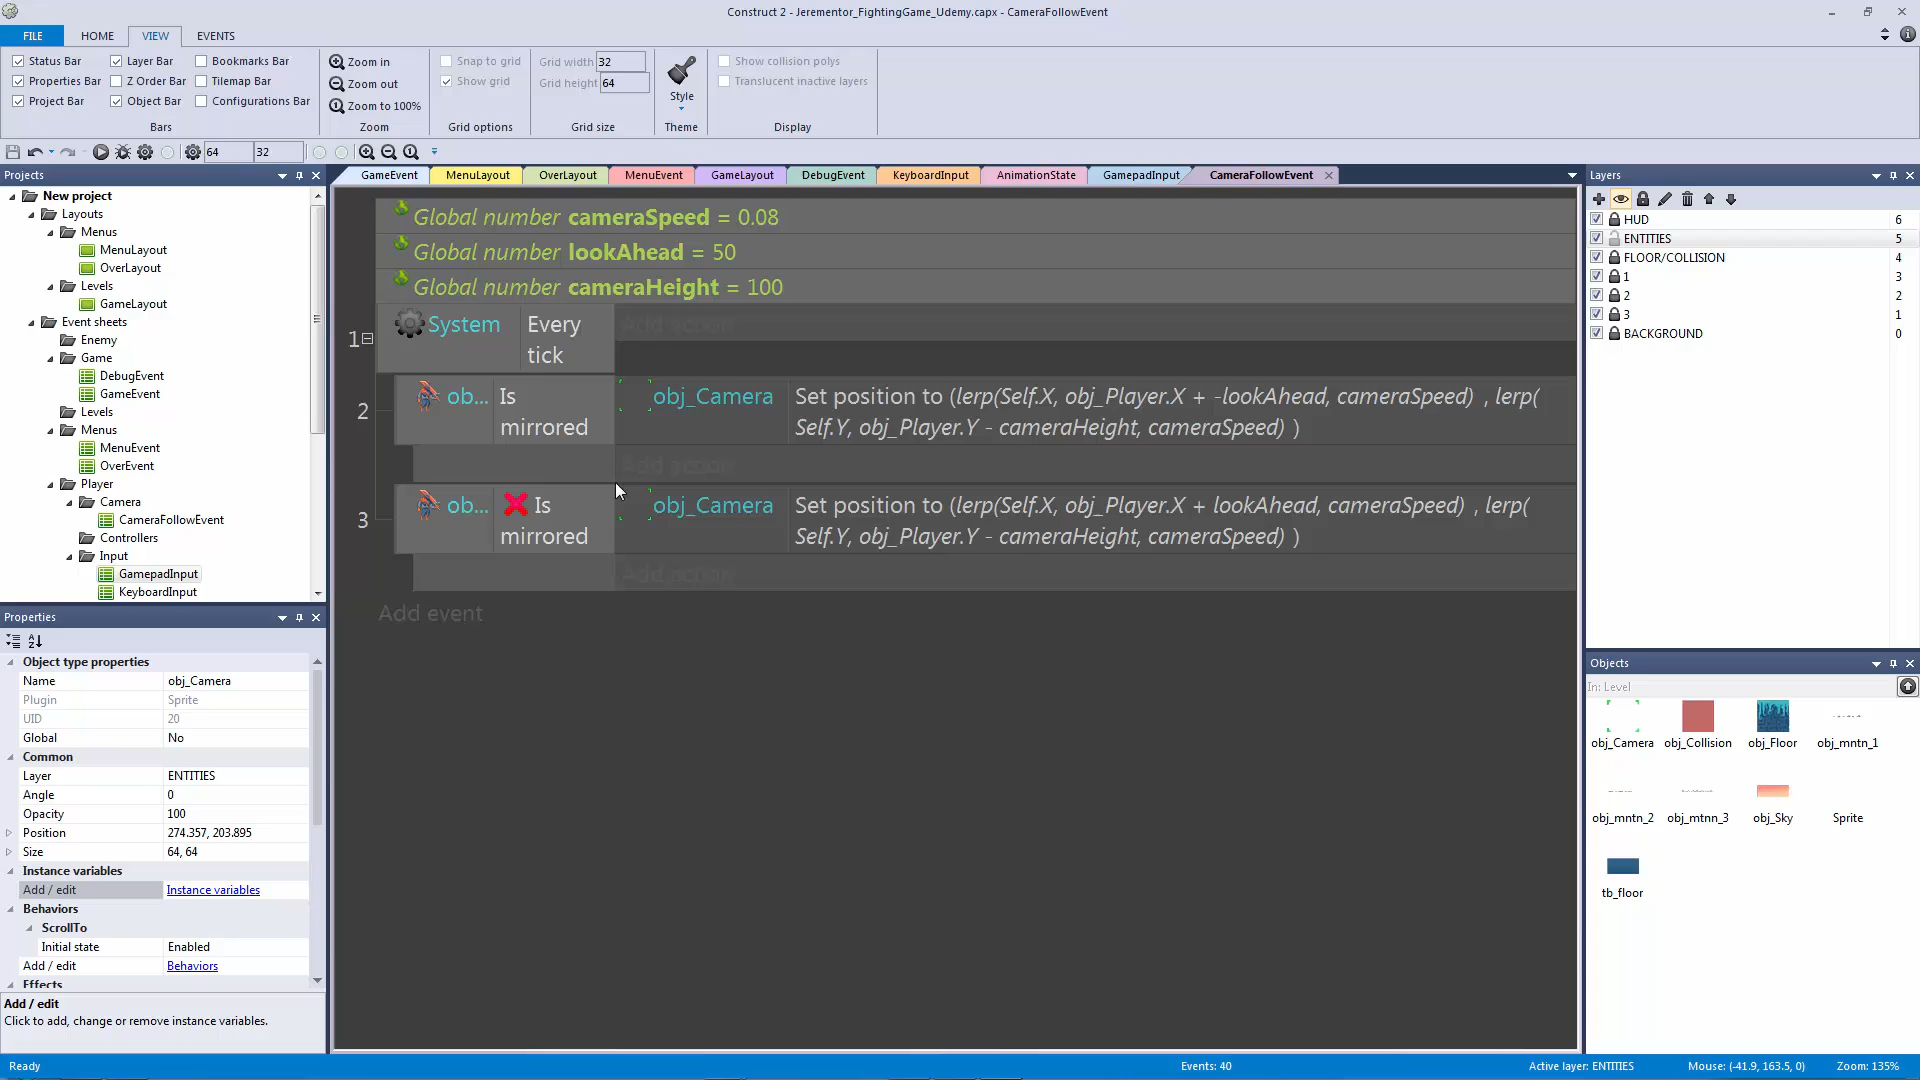 Construct 2 - Jerementor_FightingGame_Udemy.capx - CameraFollowEvent
FILE HOME VIEW EVENTS
Status Bar Layer Bar Bookmarks Bar
Properties Bar Z Order Bar Tilemap Bar
Project Bar Object Bar Configurations Bar
Bars
Zoom in
Zoom out
Zoom to 100%
Zoom
Snap to grid
Show grid
Grid options
Grid width 32
Grid height 64
Grid size
Style
Theme
Show collision polys
Translucent inactive layers
Display
64 32
Projects
New project
Layouts
Menus
MenuLayout
OverLayout
Levels
GameLayout
Event sheets
Enemy
Game
DebugEvent
GameEvent
Levels
Menus
MenuEvent
OverEvent
Player
Camera
CameraFollowEvent
Controllers
Input
GamepadInput
KeyboardInput
Properties
Object type properties
Name obj_Camera
Plugin Sprite
UID 20
Global No
Common
Layer ENTITIES
Angle 0
Opacity 100
Position 274.357, 203.895
Size 64, 64
Instance variables
Add / edit Instance variables
Behaviors
ScrollTo
Initial state Enabled
Add / edit Behaviors
Effects
Add / edit
Click to add, change or remove instance variables.
GameEvent MenuLayout OverLayout MenuEvent GameLayout DebugEvent KeyboardInput AnimationState GamepadInput CameraFollowEvent
Global number cameraSpeed = 0.08
Global number lookAhead = 50
Global number cameraHeight = 100
1 System Every tick Add action
2 ob... Is mirrored obj_Camera Set position to (lerp(Self.X, obj_Player.X + -lookAhead, cameraSpeed) , lerp(
Self.Y, obj_Player.Y - cameraHeight, cameraSpeed) )
Add action
3 ob... Is mirrored obj_Camera Set position to (lerp(Self.X, obj_Player.X + lookAhead, cameraSpeed) , lerp(
Self.Y, obj_Player.Y - cameraHeight, cameraSpeed) )
Add action
Add event
Layers
HUD 6
ENTITIES 5
FLOOR/COLLISION 4
1 3
2 2
3 1
BACKGROUND 0
Objects
In: Level
obj_Camera obj_Collision obj_Floor obj_mntn_1
obj_mntn_2 obj_mtnn_3 obj_Sky Sprite
tb_floor
Ready Events: 40 Active layer: ENTITIES Mouse: (-41.9, 163.5, 0) Zoom: 135%